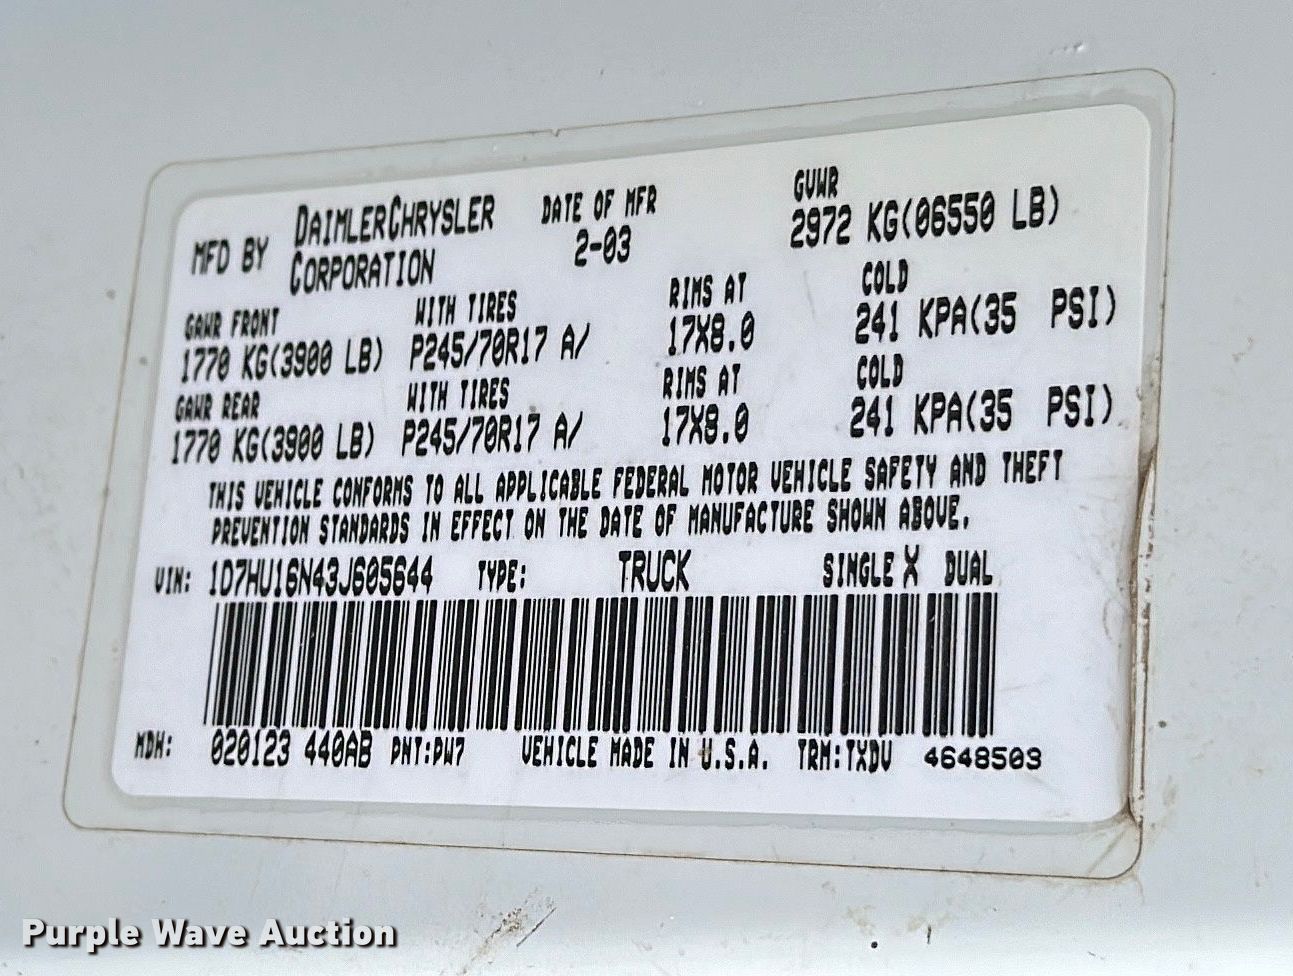 MFD BY DAIMLERCHRYSLER CORPORATION
DATE OF MFR 2-03
GVWR 2972 KG(06550 LB)
GAWR FRONT WITH TIRES RIMS AT COLD
1770 KG(3900 LB) P245/70R17 A/ 17X8.0 241 KPA(35 PSI)
GAWR REAR WITH TIRES RIMS AT COLD
1770 KG(3900 LB) P245/70R17 A/ 17X8.0 241 KPA(35 PSI)
THIS VEHICLE CONFORMS TO ALL APPLICABLE FEDERAL MOTOR VEHICLE SAFETY AND THEFT
PREVENTION STANDARDS IN EFFECT ON THE DATE OF MANUFACTURE SHOWN ABOVE.
VIN: 1D7HU16N43J605644 TYPE: TRUCK SINGLE X DUAL
MDH: 020123 440AB PNT:PW7 VEHICLE MADE IN U.S.A. TRM:TXDV 4648503
Purple Wave Auction